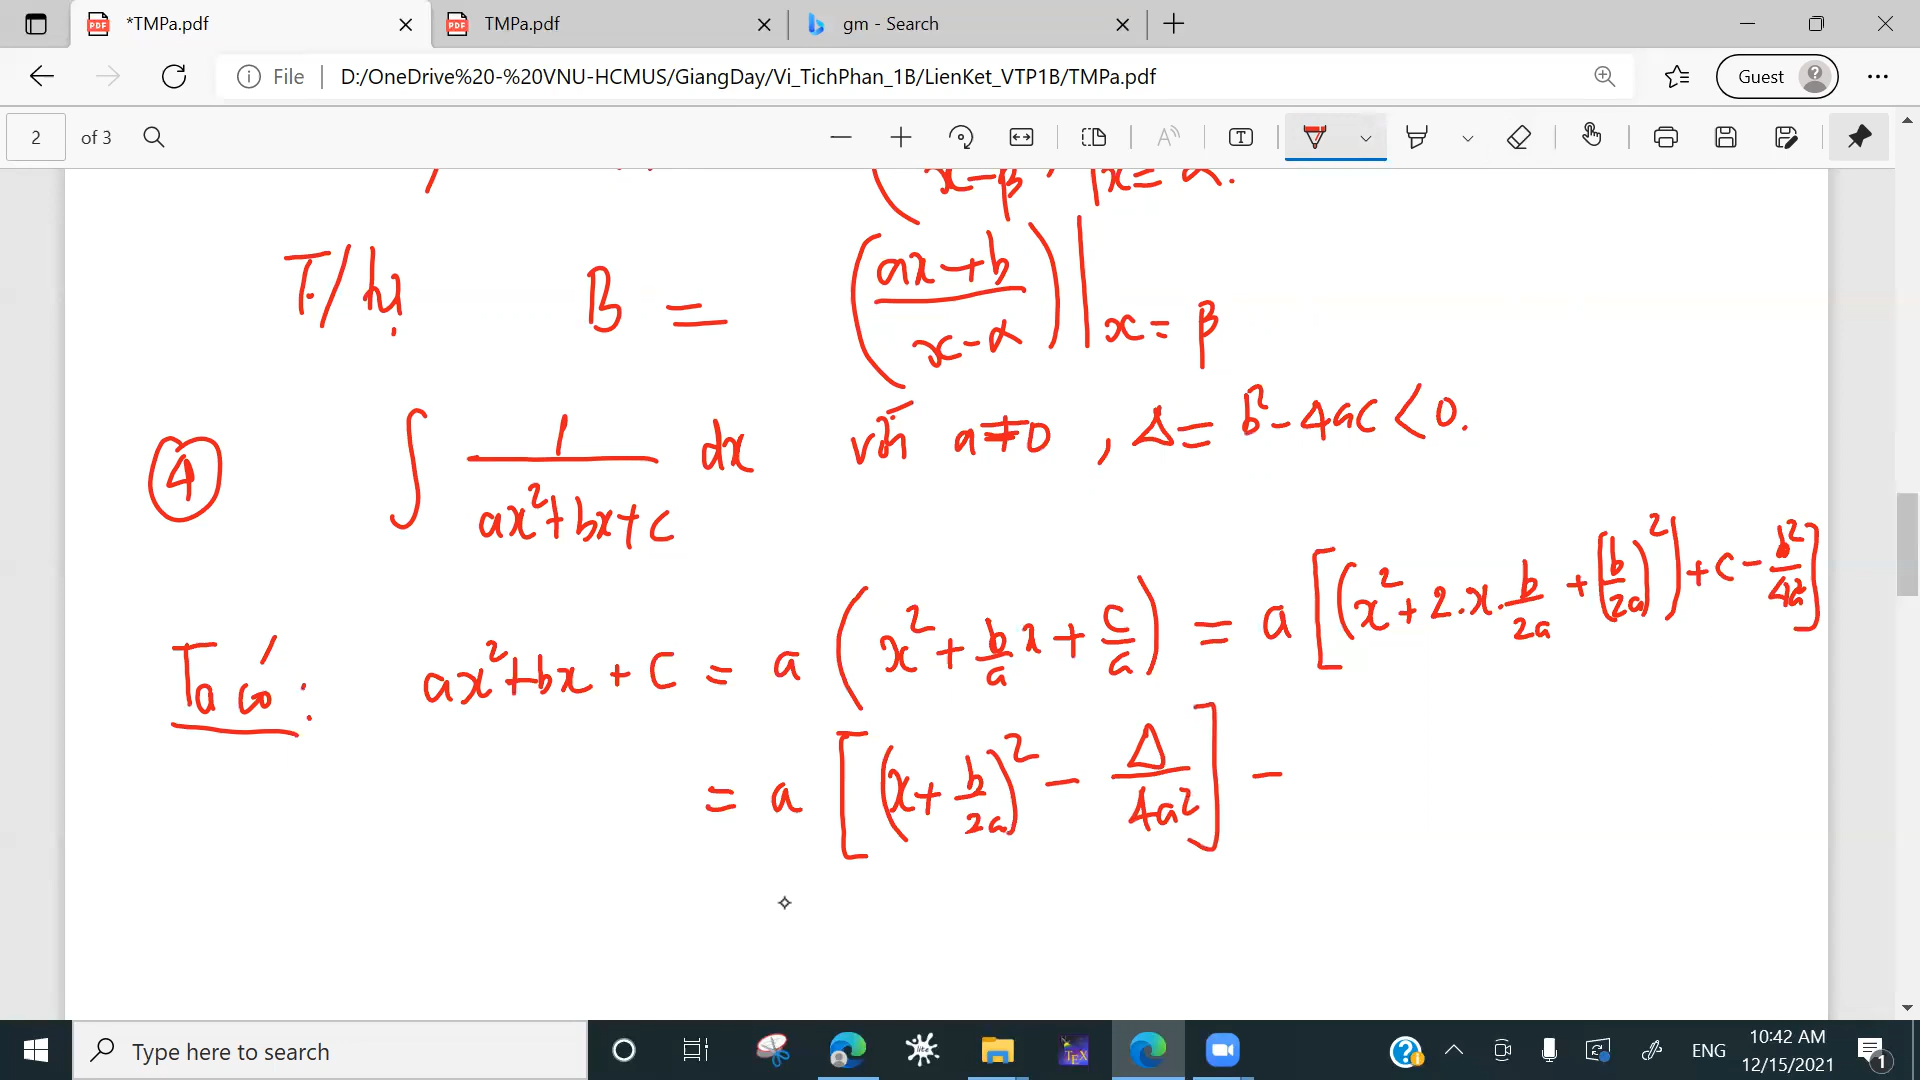 *TMPa.pdf
TMPa.pdf
gm - Search
File
D:/OneDrive%20-%20VNU-HCMUS/GiangDay/Vi_TichPhan_1B/LienKet_VTP1B/TMPa.pdf
Guest
2 of 3
x-β x= α.
T/tự B = (ax+b / x-α) | x = β
④ ∫ 1/(ax²+bx+c) dx với a≠0, Δ= b²-4ac < 0.
Ta có: ax²+bx+c = a (x² + b/a x + c/a) = a [(x²+2.x.b/2a + (b/2a)²) + c - b²/4a²]
= a [(x+ b/2a)² - Δ/4a²] -
Type here to search
ENG
10:42 AM
12/15/2021
1